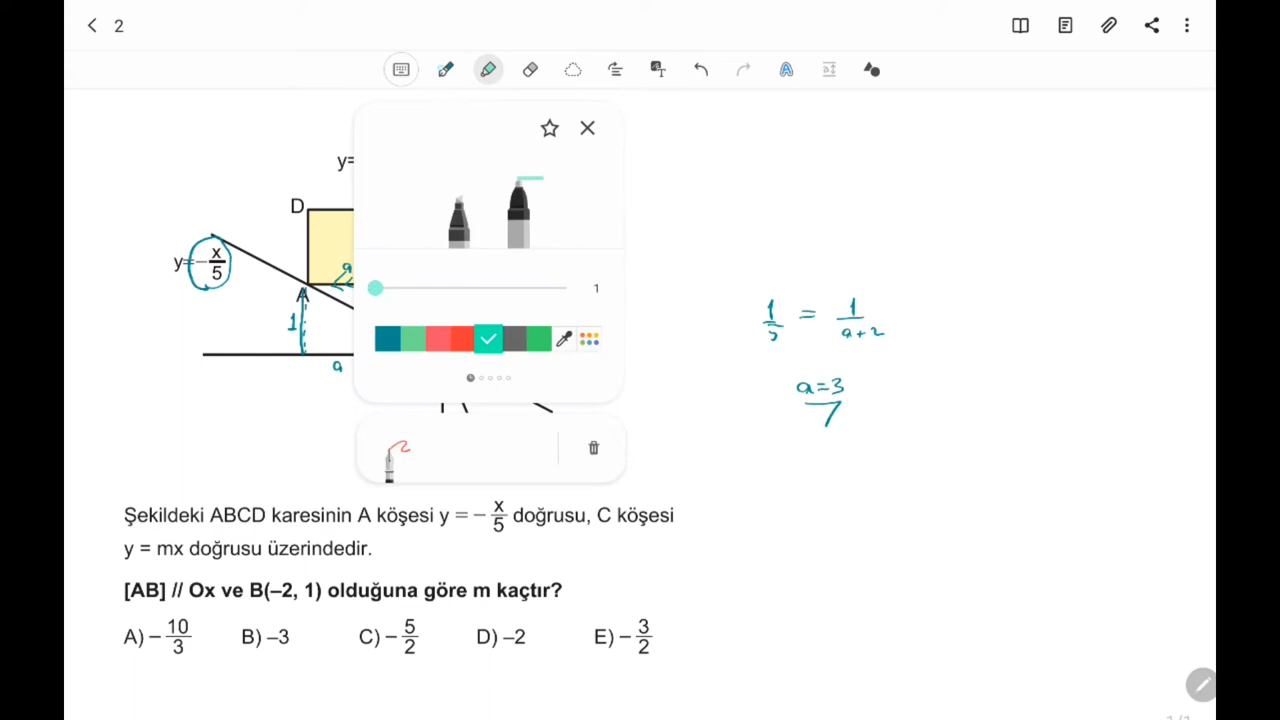 2
y=
D
y=-x/5
a
A
1
a
1
1/5 = 1/a+2
a=3
Şekildeki ABCD karesinin A köşesi y = -x/5 doğrusu, C köşesi
y = mx doğrusu üzerindedir.
[AB] // Ox ve B(–2, 1) olduğuna göre m kaçtır?
A) -10/3 B) –3 C) -5/2 D) –2 E) -3/2